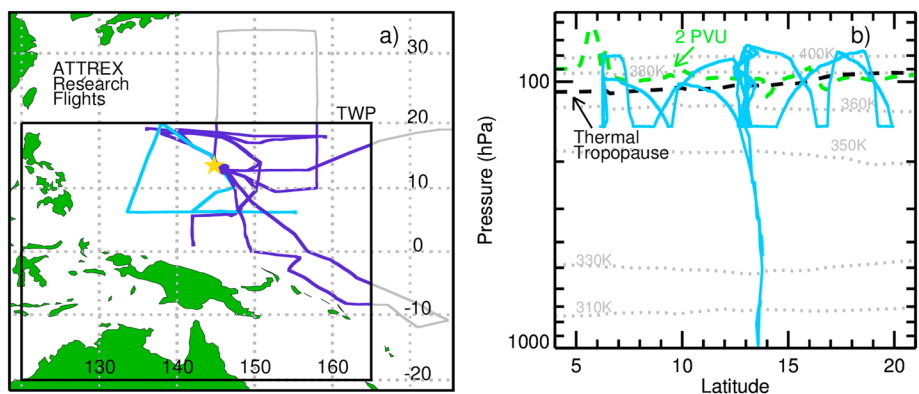 a)
30
ATTREX
Research
Flights
TWP
20
10
0
-10
130
140
150
160
-20
b)
2 PVU
400K
380K
100
360K
Thermal
Tropopause
350K
Pressure (hPa)
330K
310K
1000
5
10
15
20
Latitude